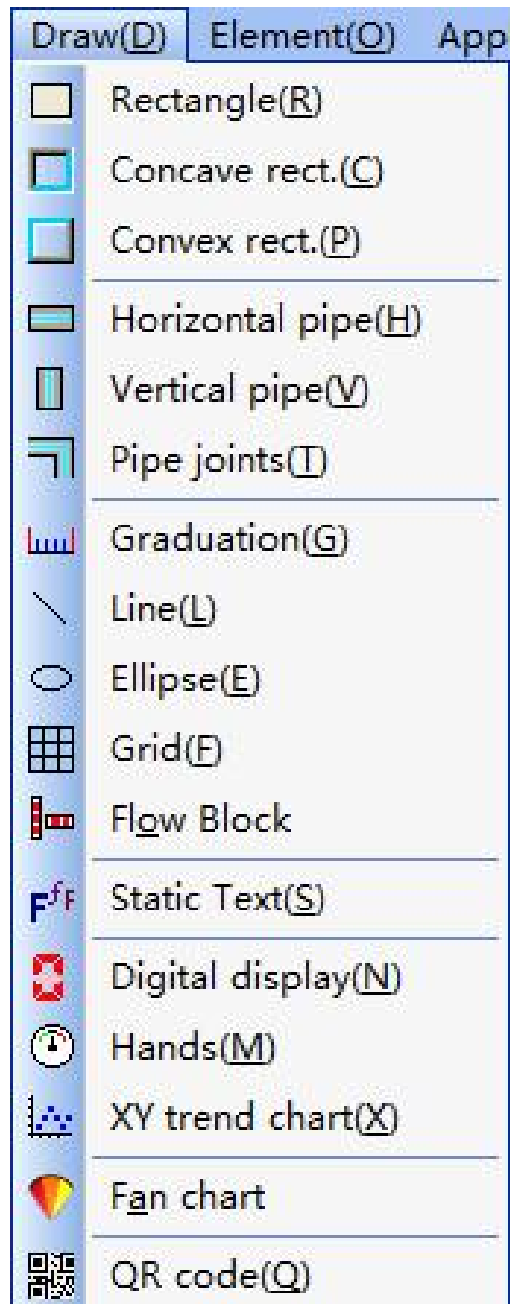 Draw(D) Element(O) App
Rectangle(R)
Concave rect.(C)
Convex rect.(P)
Horizontal pipe(H)
Vertical pipe(V)
Pipe joints(T)
Graduation(G)
Line(L)
Ellipse(E)
Grid(F)
Flow Block
Static Text(S)
Digital display(N)
Hands(M)
XY trend chart(X)
Fan chart
QR code(Q)